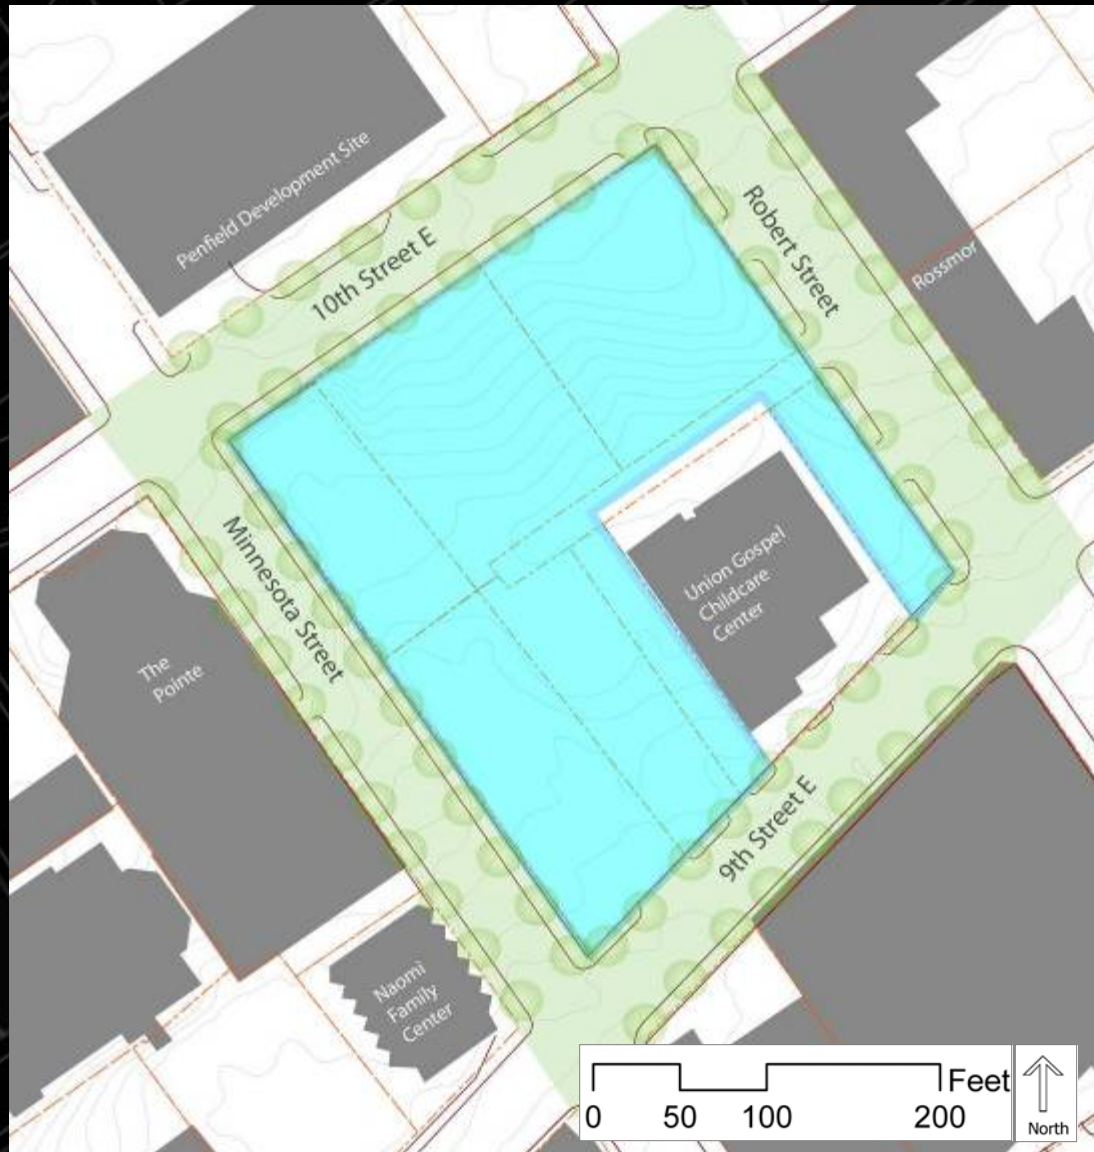 Penfield Development Site
10th Street E
Robert Street
Rossmor
Minnesota Street
Union Gospel
Childcare
Center
The
Pointe
9th Street E
Naomi
Family
Center
Feet
0 50 100 200
North